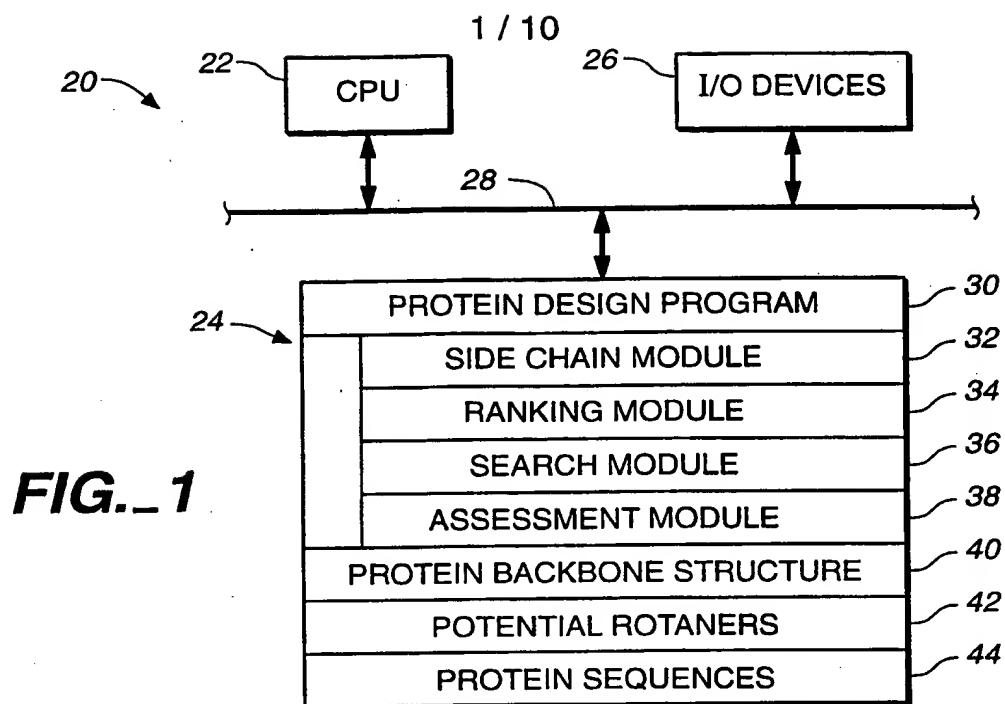 1 / 10
20
22
CPU
26
I/O DEVICES
28
24
PROTEIN DESIGN PROGRAM
30
SIDE CHAIN MODULE
32
RANKING MODULE
34
SEARCH MODULE
36
ASSESSMENT MODULE
38
PROTEIN BACKBONE STRUCTURE
40
POTENTIAL ROTANERS
42
PROTEIN SEQUENCES
44
FIG._1